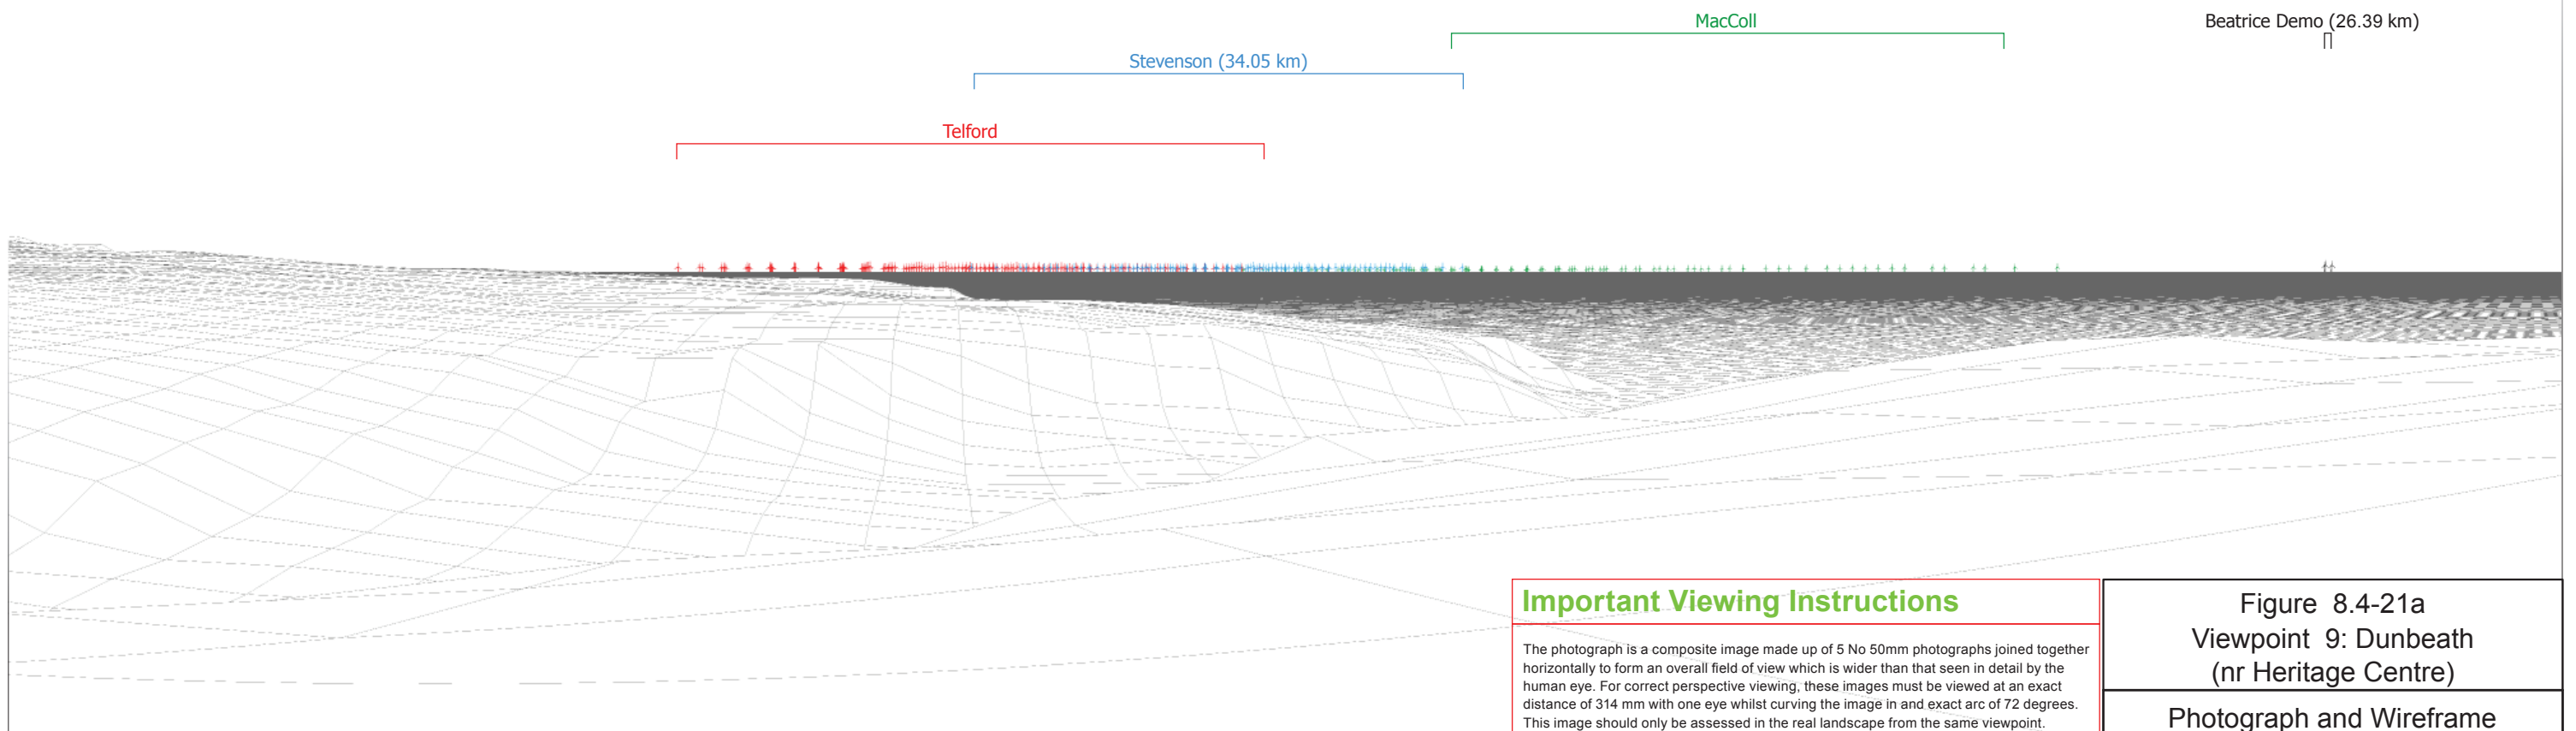 MacColl
Beatrice Demo (26.39 km)
Stevenson (34.05 km)
Telford
Important Viewing Instructions
The photograph is a composite image made up of 5 No 50mm photographs joined together
horizontally to form an overall field of view which is wider than that seen in detail by the
human eye. For correct perspective viewing, these images must be viewed at an exact
distance of 314 mm with one eye whilst curving the image in and exact arc of 72 degrees.
This image should only be assessed in the real landscape from the same viewpoint.
Figure 8.4-21a
Viewpoint 9: Dunbeath
(nr Heritage Centre)
Photograph and Wireframe